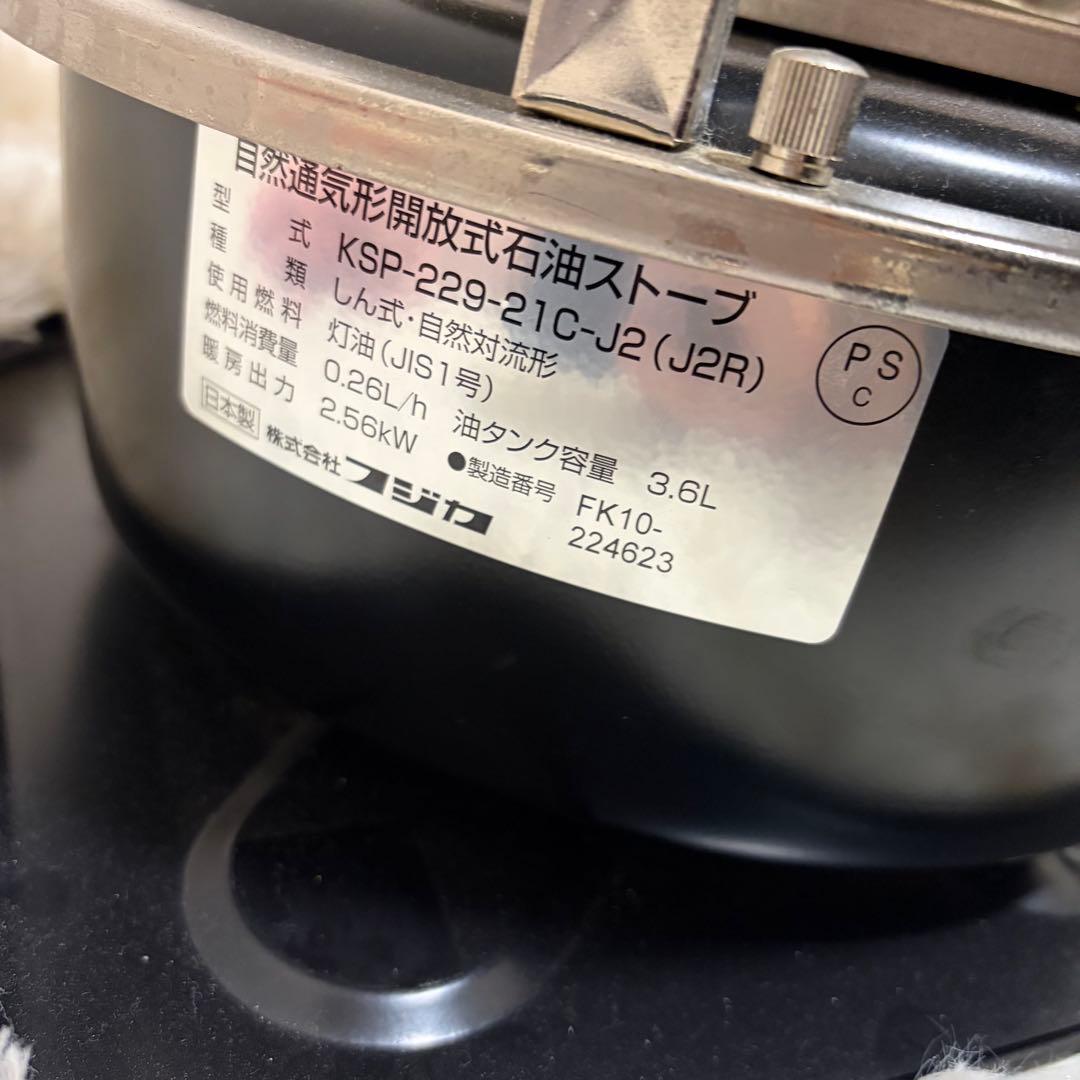 自然通気形開放式石油ストーブ
型式 KSP-229-21C-J2(J2R)
種類 しん式・自然対流形
使用燃料 灯油(JIS1号)
燃料消費量 0.26L/h 油タンク容量 3.6L
暖房出力 2.56kW ●製造番号 FK10-
224623
日本製 株式会社フジカ
PS
C